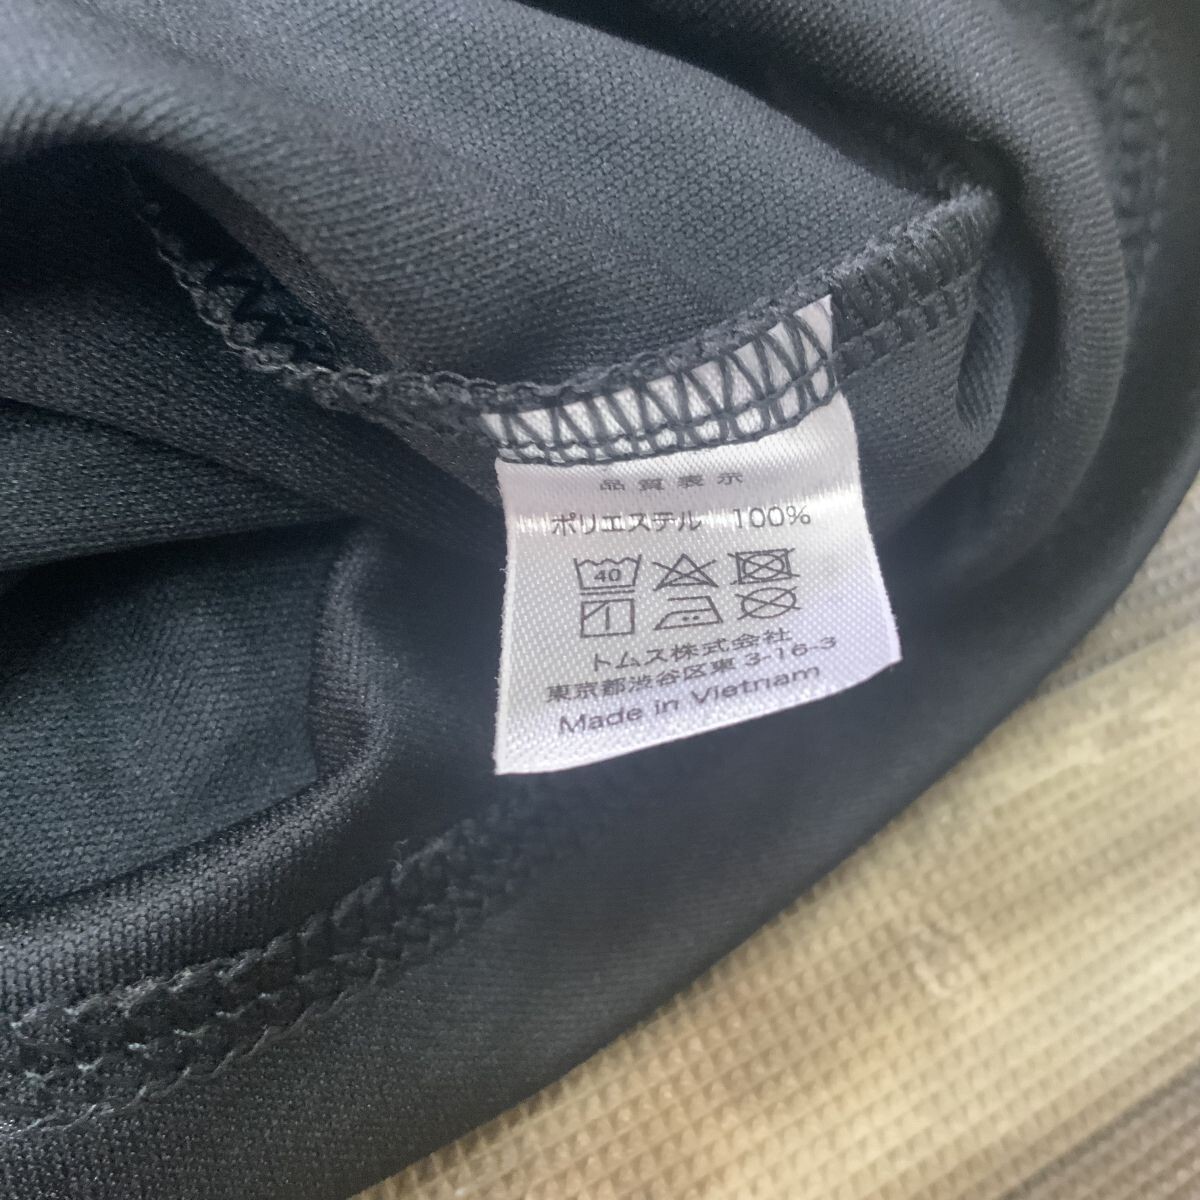 品質表示
ポリエステル 100%
40
トムス株式会社
東京都渋谷区東3-16-3
Made in Vietnam